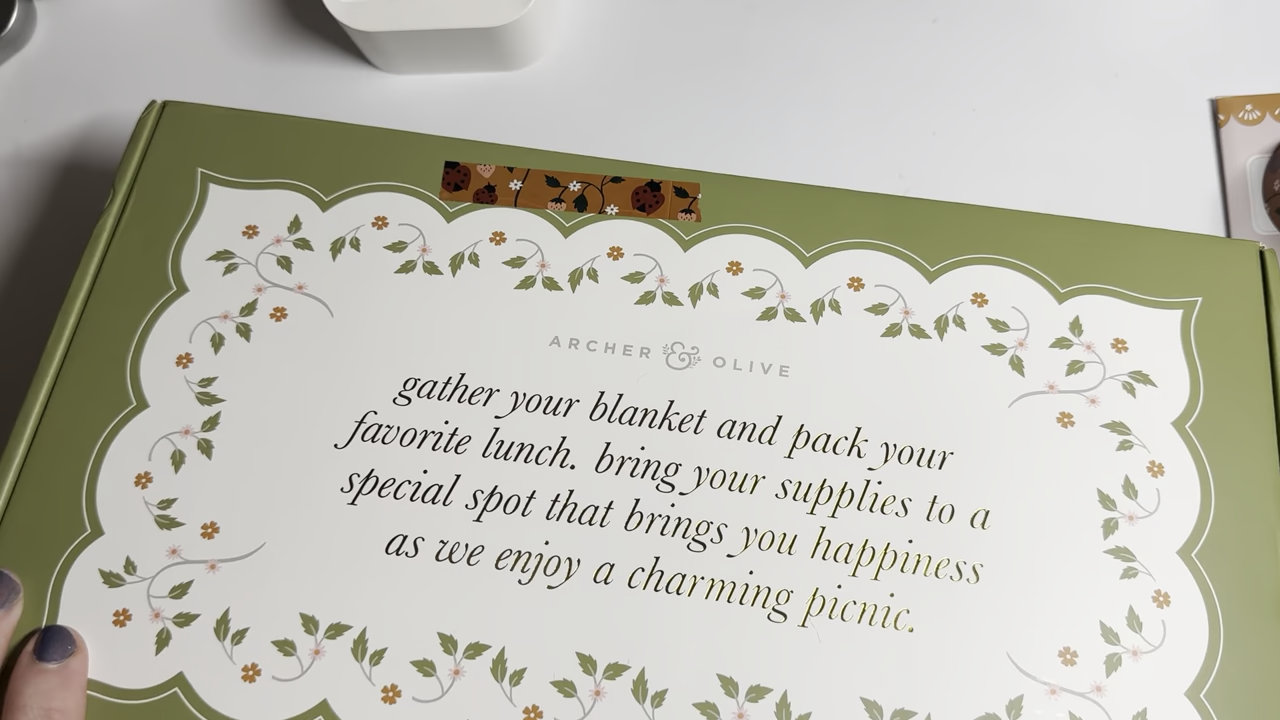 ARCHER & OLIVE
gather your blanket and pack your
favorite lunch. bring your supplies to a
special spot that brings you happiness
as we enjoy a charming picnic.